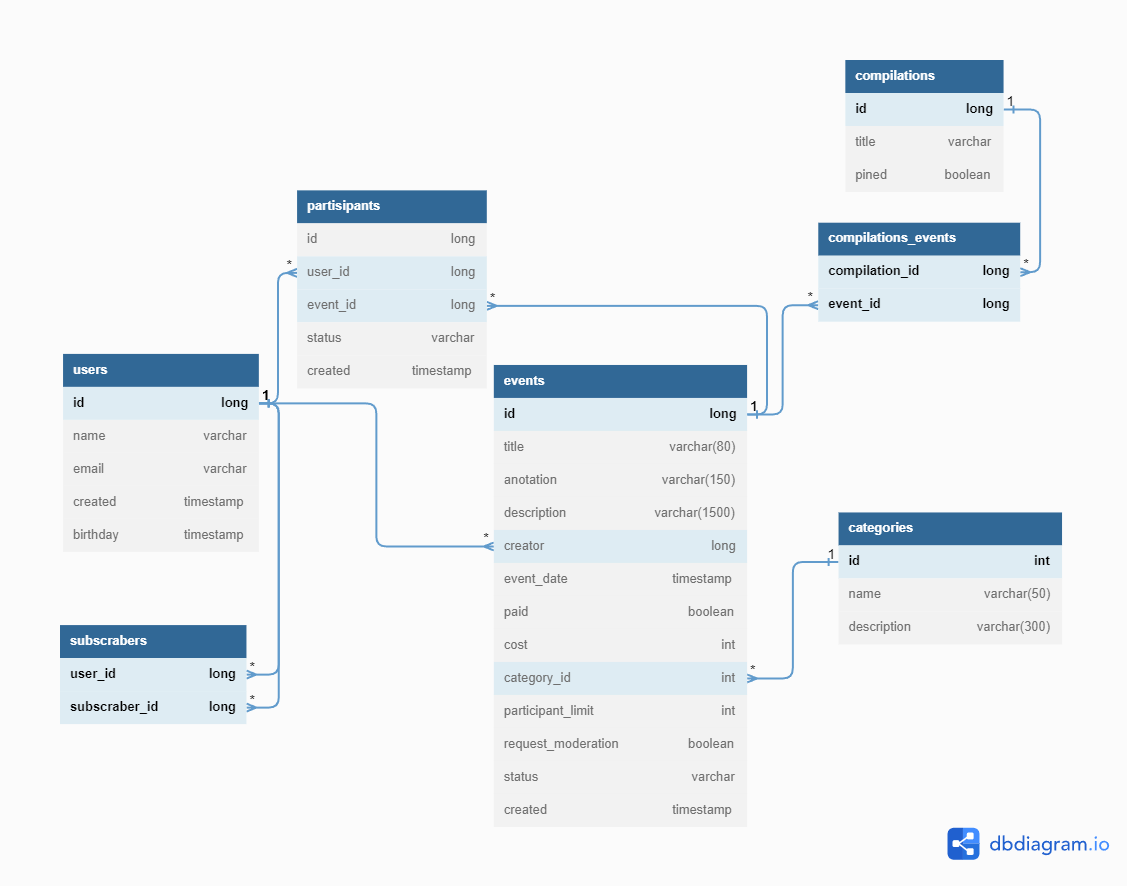 compilations
id long
title varchar
pined boolean
1
*
partisipants
id long
user_id long
event_id long
status varchar
created timestamp
*
*
compilations_events
compilation_id long
event_id long
*
users
id long
name varchar
email varchar
created timestamp
birthday timestamp
1
events
id long
title varchar(80)
anotation varchar(150)
description varchar(1500)
creator long
event_date timestamp
paid boolean
cost int
category_id int
participant_limit int
request_moderation boolean
status varchar
created timestamp
1
*
*
categories
id int
name varchar(50)
description varchar(300)
1
subscrabers
user_id long
subscraber_id long
*
*
dbdiagram.io